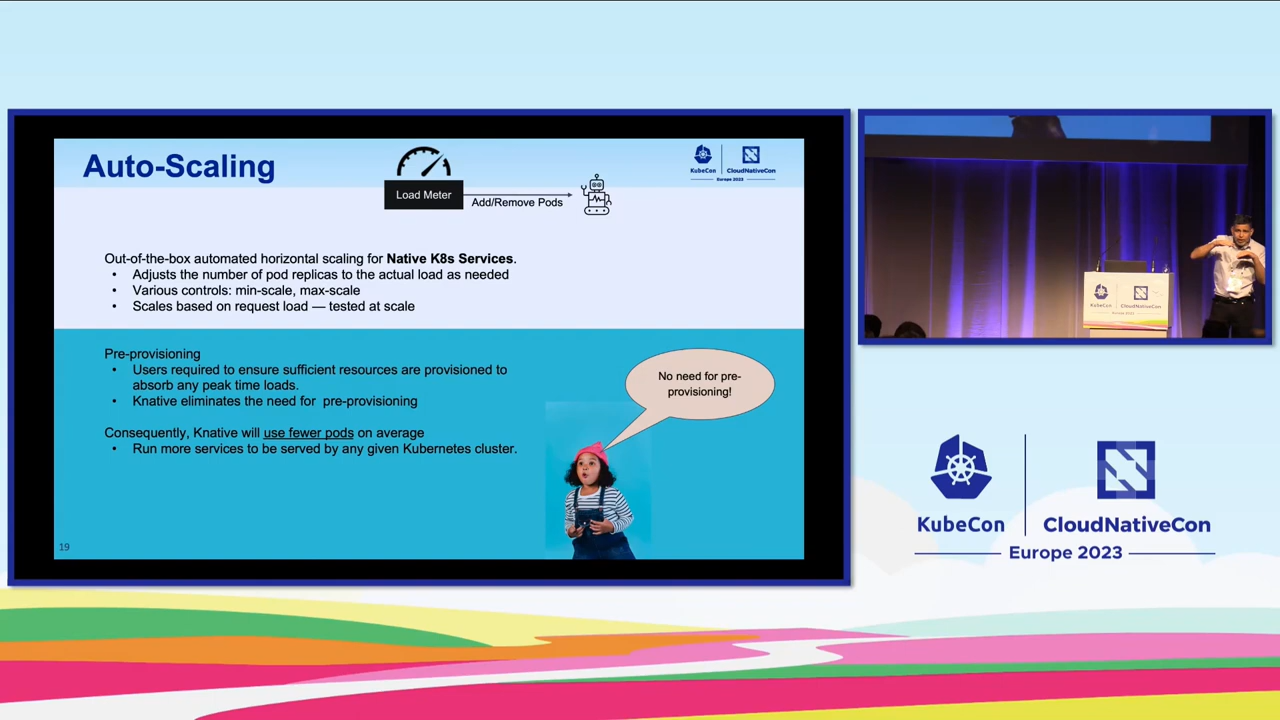 Auto-Scaling
Load Meter
Add/Remove Pods
KubeCon
CloudNativeCon
Europe 2023
Out-of-the-box automated horizontal scaling for Native K8s Services.
• Adjusts the number of pod replicas to the actual load as needed
• Various controls: min-scale, max-scale
• Scales based on request load — tested at scale
Pre-provisioning
• Users required to ensure sufficient resources are provisioned to
absorb any peak time loads.
• Knative eliminates the need for pre-provisioning
Consequently, Knative will use fewer pods on average
• Run more services to be served by any given Kubernetes cluster.
No need for pre-
provisioning!
19
KubeCon
CloudNativeCon
KubeCon
CloudNativeCon
Europe 2023